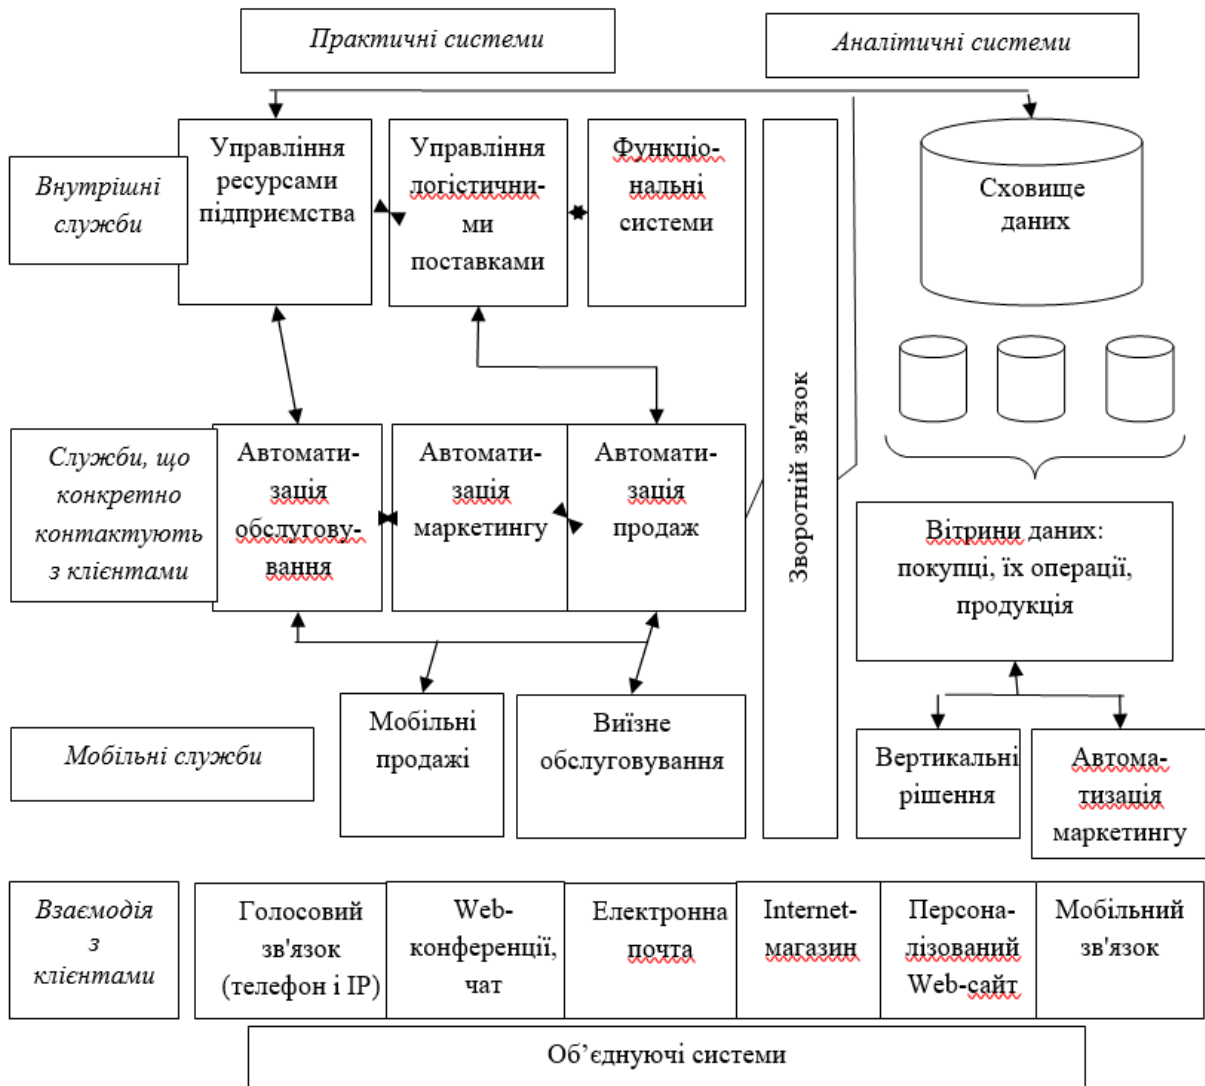 Практичні системи
Аналітичні системи
Внутрішні
служби
Управління
ресурсами
підприємства
Управління
логістични-
ми
поставками
Функціо-
нальні
системи
Сховище
даних
Зворотній зв'язок
Служби, що
конкретно
контактують
з клієнтами
Автомати-
зація
обслугову-
вання
Автомати-
зація
маркетингу
Автомати-
зація
продаж
Вітрини даних:
покупці, їх операції,
продукція
Мобільні служби
Мобільні
продажі
Виїзне
обслуговування
Вертикальні
рішення
Автома-
тизація
маркетингу
Взаємодія
з
клієнтами
Голосовий
зв'язок
(телефон і IP)
Web-
конференції,
чат
Електронна
почта
Internet-
магазин
Персона-
лізований
Web-сайт
Мобільний
зв'язок
Об’єднуючі системи